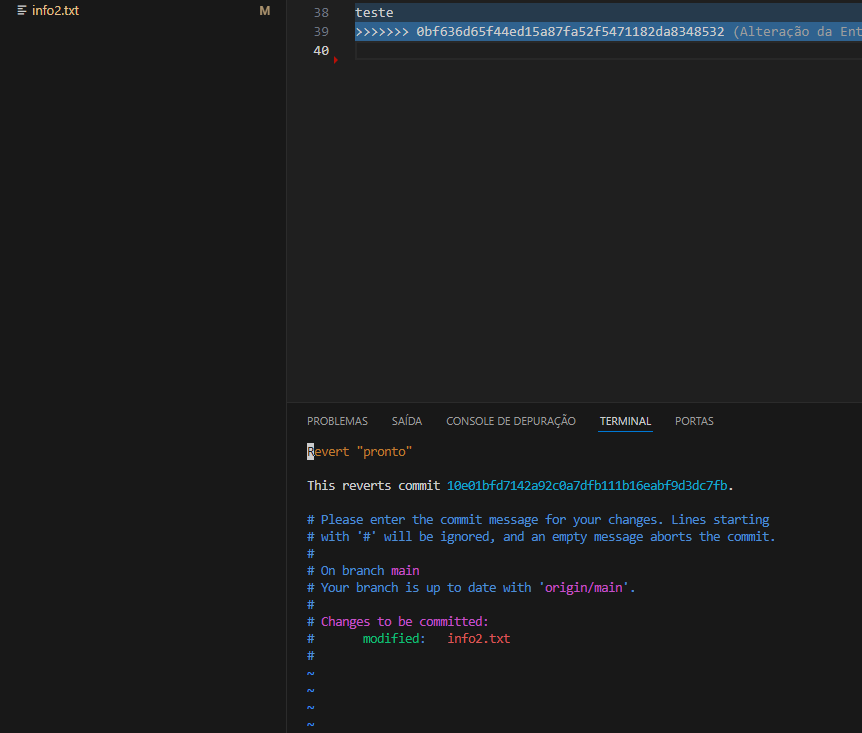 info2.txt M
38 teste
39 >>>>>>> 0bf636d65f44ed15a87fa52f5471182da8348532 (Alteração da Ent
40
PROBLEMAS SAÍDA CONSOLE DE DEPURAÇÃO TERMINAL PORTAS
Revert "pronto"
This reverts commit 10e01bfd7142a92c0a7dfb111b16eabf9d3dc7fb.
# Please enter the commit message for your changes. Lines starting
# with '#' will be ignored, and an empty message aborts the commit.
#
# On branch main
# Your branch is up to date with 'origin/main'.
#
# Changes to be committed:
# modified: info2.txt
#
~
~
~
~